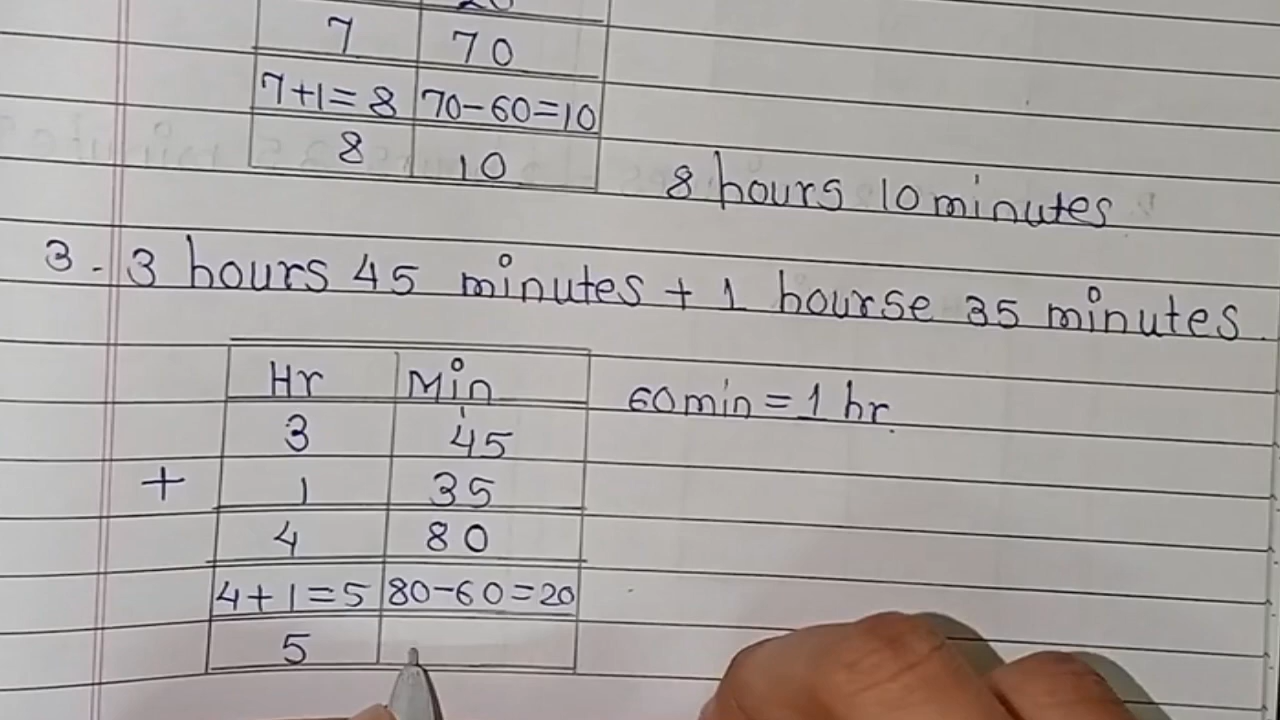 7 70
7+1=8 70-60=10
8 10
8 hours 10 minutes
3. 3 hours 45 minutes + 1 hourse 35 minutes.
Hr Min
60min = 1 hr.
1
3 45
+ 1 35
4 80
4+1=5 80-60=20
5